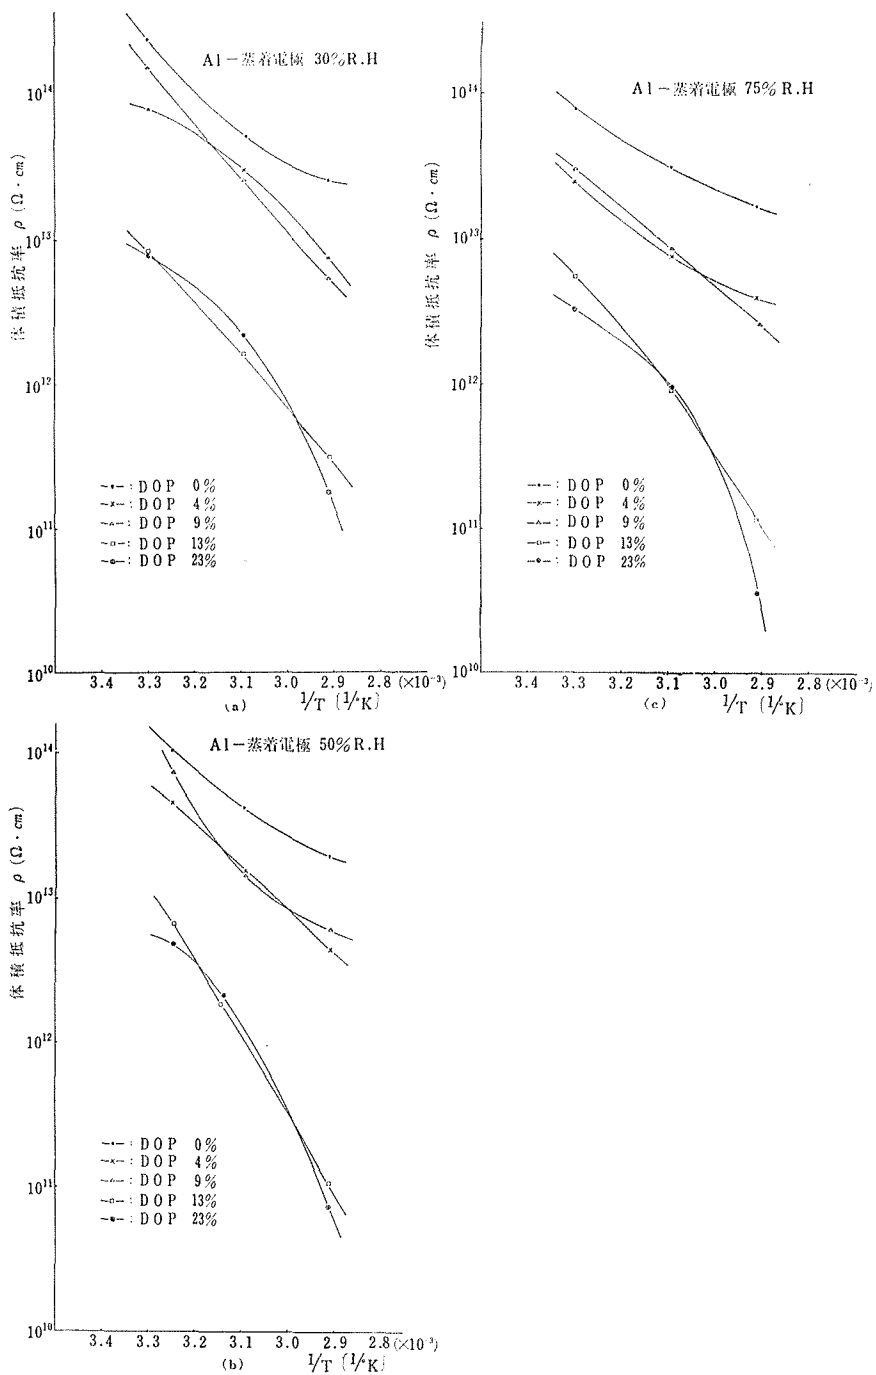 Al－蒸着電極 30%R.H
体積抵抗率 ρ (Ω・cm)
10¹⁴
10¹³
10¹²
10¹¹
10¹⁰
—•—：DOP 0%
—×—：DOP 4%
—△—：DOP 9%
—□—：DOP 13%
—○—：DOP 23%
3.4 3.3 3.2 3.1 3.0 2.9 2.8 (×10⁻³)
(a) 1/T [1/°K]
Al－蒸着電極 75%R.H
体積抵抗率 ρ (Ω・cm)
10¹⁴
10¹³
10¹²
10¹¹
10¹⁰
—•—：DOP 0%
—×—：DOP 4%
—△—：DOP 9%
—□—：DOP 13%
—●—：DOP 23%
3.4 3.3 3.2 3.1 3.0 2.9 2.8 (×10⁻³)
(c) 1/T [1/°K]
Al－蒸着電極 50%R.H
体積抵抗率 ρ (Ω・cm)
10¹⁴
10¹³
10¹²
10¹¹
10¹⁰
—•—：DOP 0%
—×—：DOP 4%
—△—：DOP 9%
—□—：DOP 13%
—●—：DOP 23%
3.4 3.3 3.2 3.1 3.0 2.9 2.8 (×10⁻³)
(b) 1/T [1/°K]